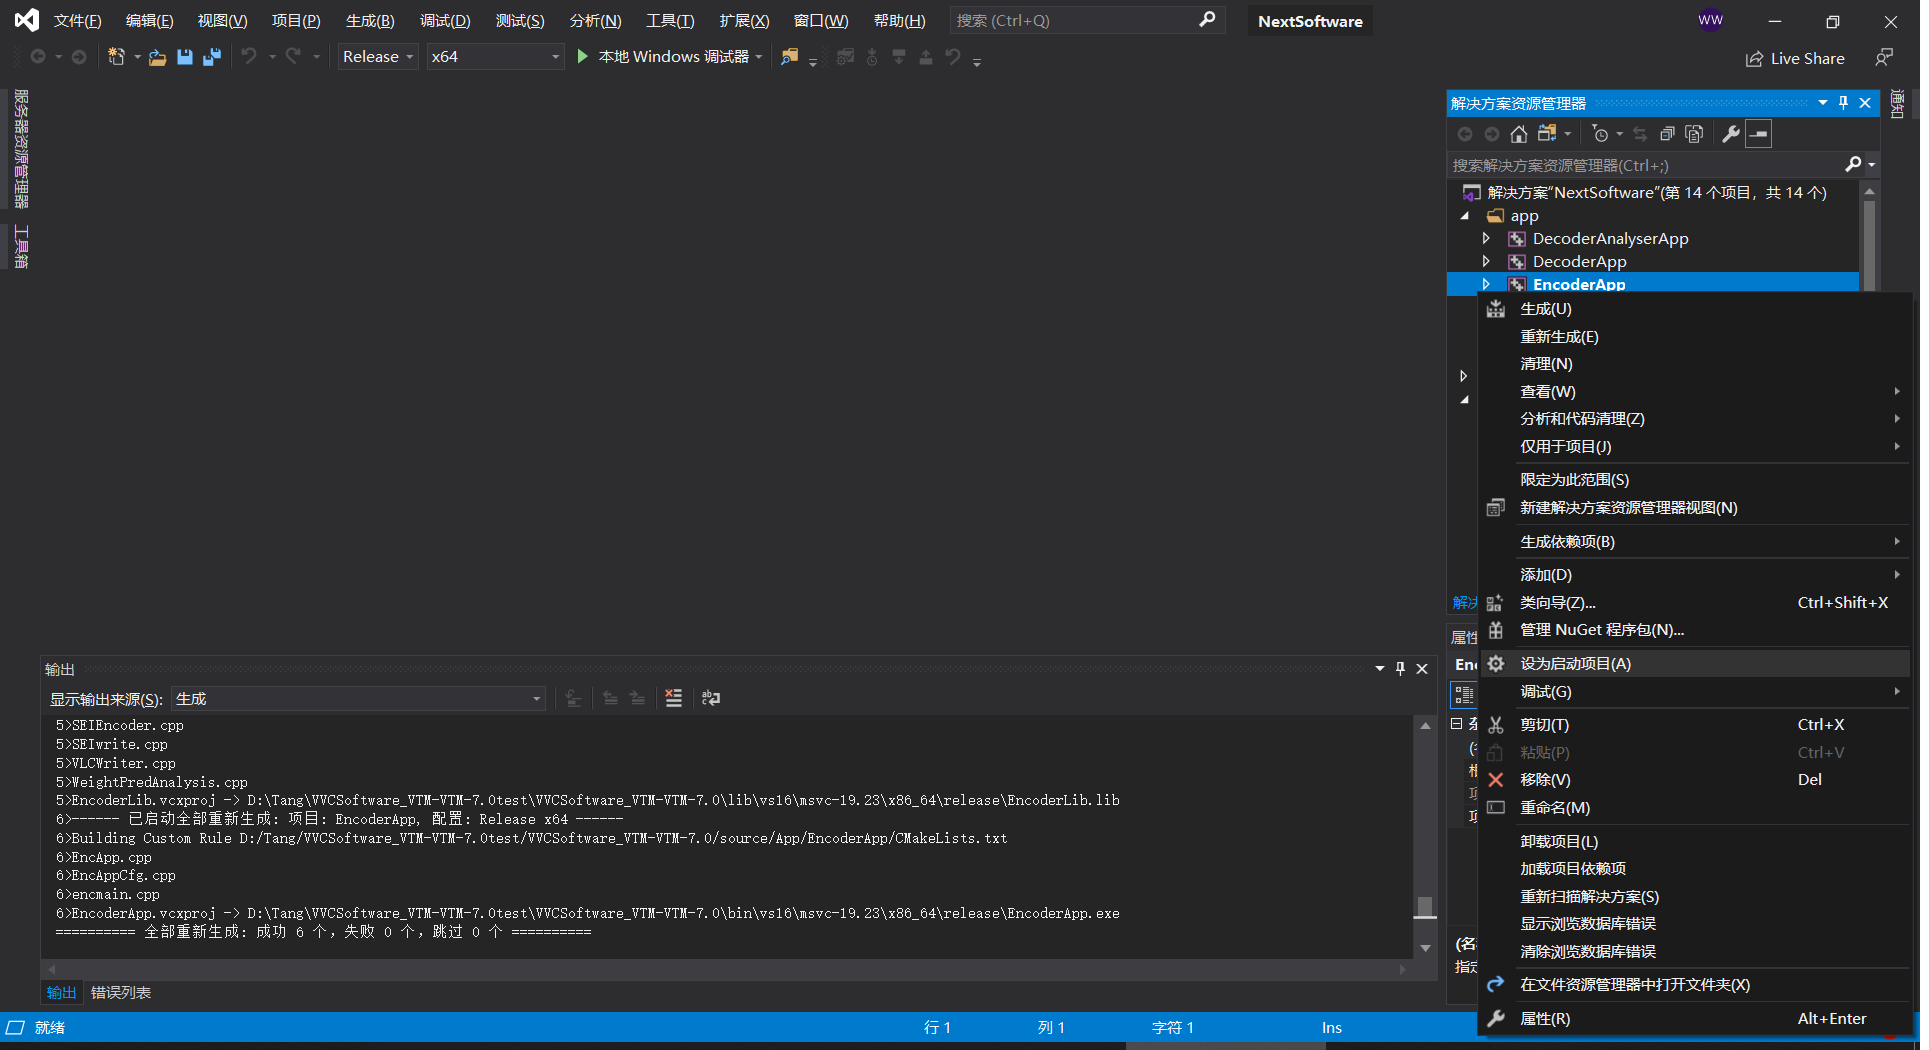 文件(F) 编辑(E) 视图(V) 项目(P) 生成(B) 调试(D) 测试(S) 分析(N) 工具(T) 扩展(X) 窗口(W) 帮助(H) 搜索 (Ctrl+Q) NextSoftware WW
Release x64 本地 Windows 调试器 Live Share
服务器资源管理器
工具箱
通知
解决方案资源管理器
搜索解决方案资源管理器(Ctrl+;)
解决方案"NextSoftware"(第 14 个项目，共 14 个)
app
DecoderAnalyserApp
DecoderApp
EncoderApp
生成(U)
重新生成(E)
清理(N)
查看(W)
分析和代码清理(Z)
仅用于项目(J)
限定为此范围(S)
新建解决方案资源管理器视图(N)
生成依赖项(B)
添加(D)
类向导(Z)... Ctrl+Shift+X
管理 NuGet 程序包(N)...
设为启动项目(A)
调试(G)
剪切(T) Ctrl+X
粘贴(P) Ctrl+V
移除(V) Del
重命名(M)
卸载项目(L)
加载项目依赖项
重新扫描解决方案(S)
显示浏览数据库错误
清除浏览数据库错误
在文件资源管理器中打开文件夹(X)
属性(R) Alt+Enter
解决
属性
Enc
(名
指定
输出
显示输出来源(S): 生成
5>SEIEncoder.cpp
5>SEIwrite.cpp
5>VLCWriter.cpp
5>WeightPredAnalysis.cpp
5>EncoderLib.vcxproj -> D:\Tang\VVCSoftware_VTM-VTM-7.0test\VVCSoftware_VTM-VTM-7.0\lib\vs16\msvc-19.23\x86_64\release\EncoderLib.lib
6>------ 已启动全部重新生成: 项目: EncoderApp, 配置: Release x64 ------
6>Building Custom Rule D:/Tang/VVCSoftware_VTM-VTM-7.0test/VVCSoftware_VTM-VTM-7.0/source/App/EncoderApp/CMakeLists.txt
6>EncApp.cpp
6>EncAppCfg.cpp
6>encmain.cpp
6>EncoderApp.vcxproj -> D:\Tang\VVCSoftware_VTM-VTM-7.0test\VVCSoftware_VTM-VTM-7.0\bin\vs16\msvc-19.23\x86_64\release\EncoderApp.exe
========== 全部重新生成: 成功 6 个，失败 0 个，跳过 0 个 ==========
输出 错误列表
就绪 行 1 列 1 字符 1 Ins